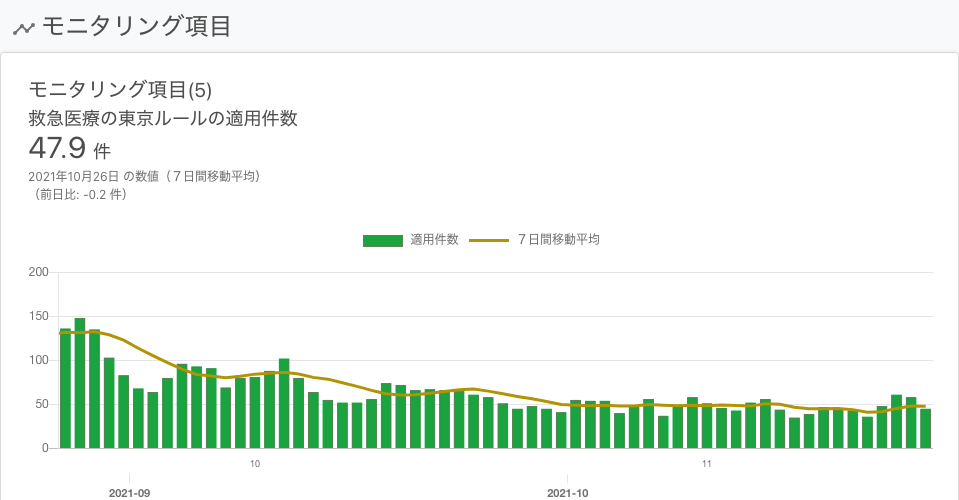 モニタリング項目
モニタリング項目(5)
救急医療の東京ルールの適用件数
47.9 件
2021年10月26日 の数値（７日間移動平均）
（前日比: -0.2 件）
適用件数 ７日間移動平均
200
150
100
50
0
10 11
2021-09 2021-10